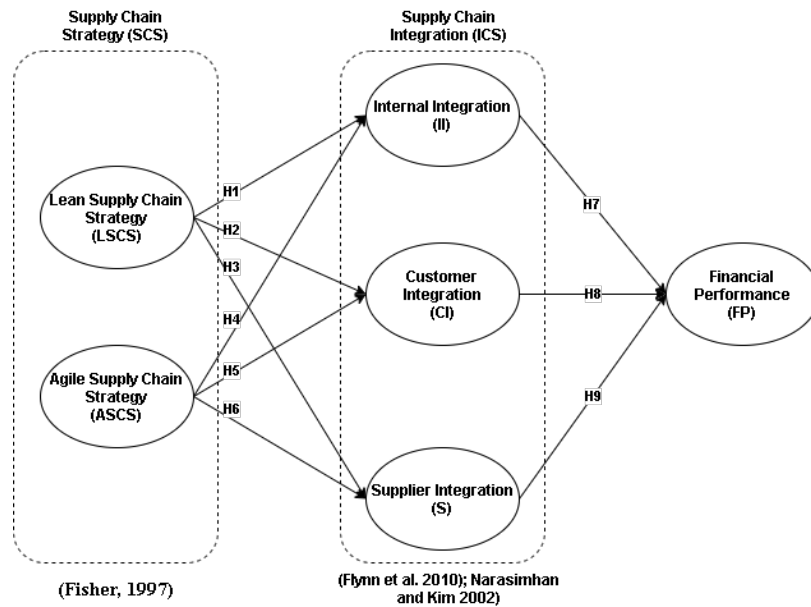 Supply Chain
Strategy (SCS)
Supply Chain
Integration (ICS)
Internal Integration
(II)
Lean Supply Chain
Strategy
(LSCS)
H1
H2
H3
H4
H5
H6
H7
H8
H9
Customer
Integration
(CI)
Financial
Performance
(FP)
Agile Supply Chain
Strategy
(ASCS)
Supplier Integration
(S)
(Fisher, 1997)
(Flynn et al. 2010); Narasimhan
and Kim 2002)